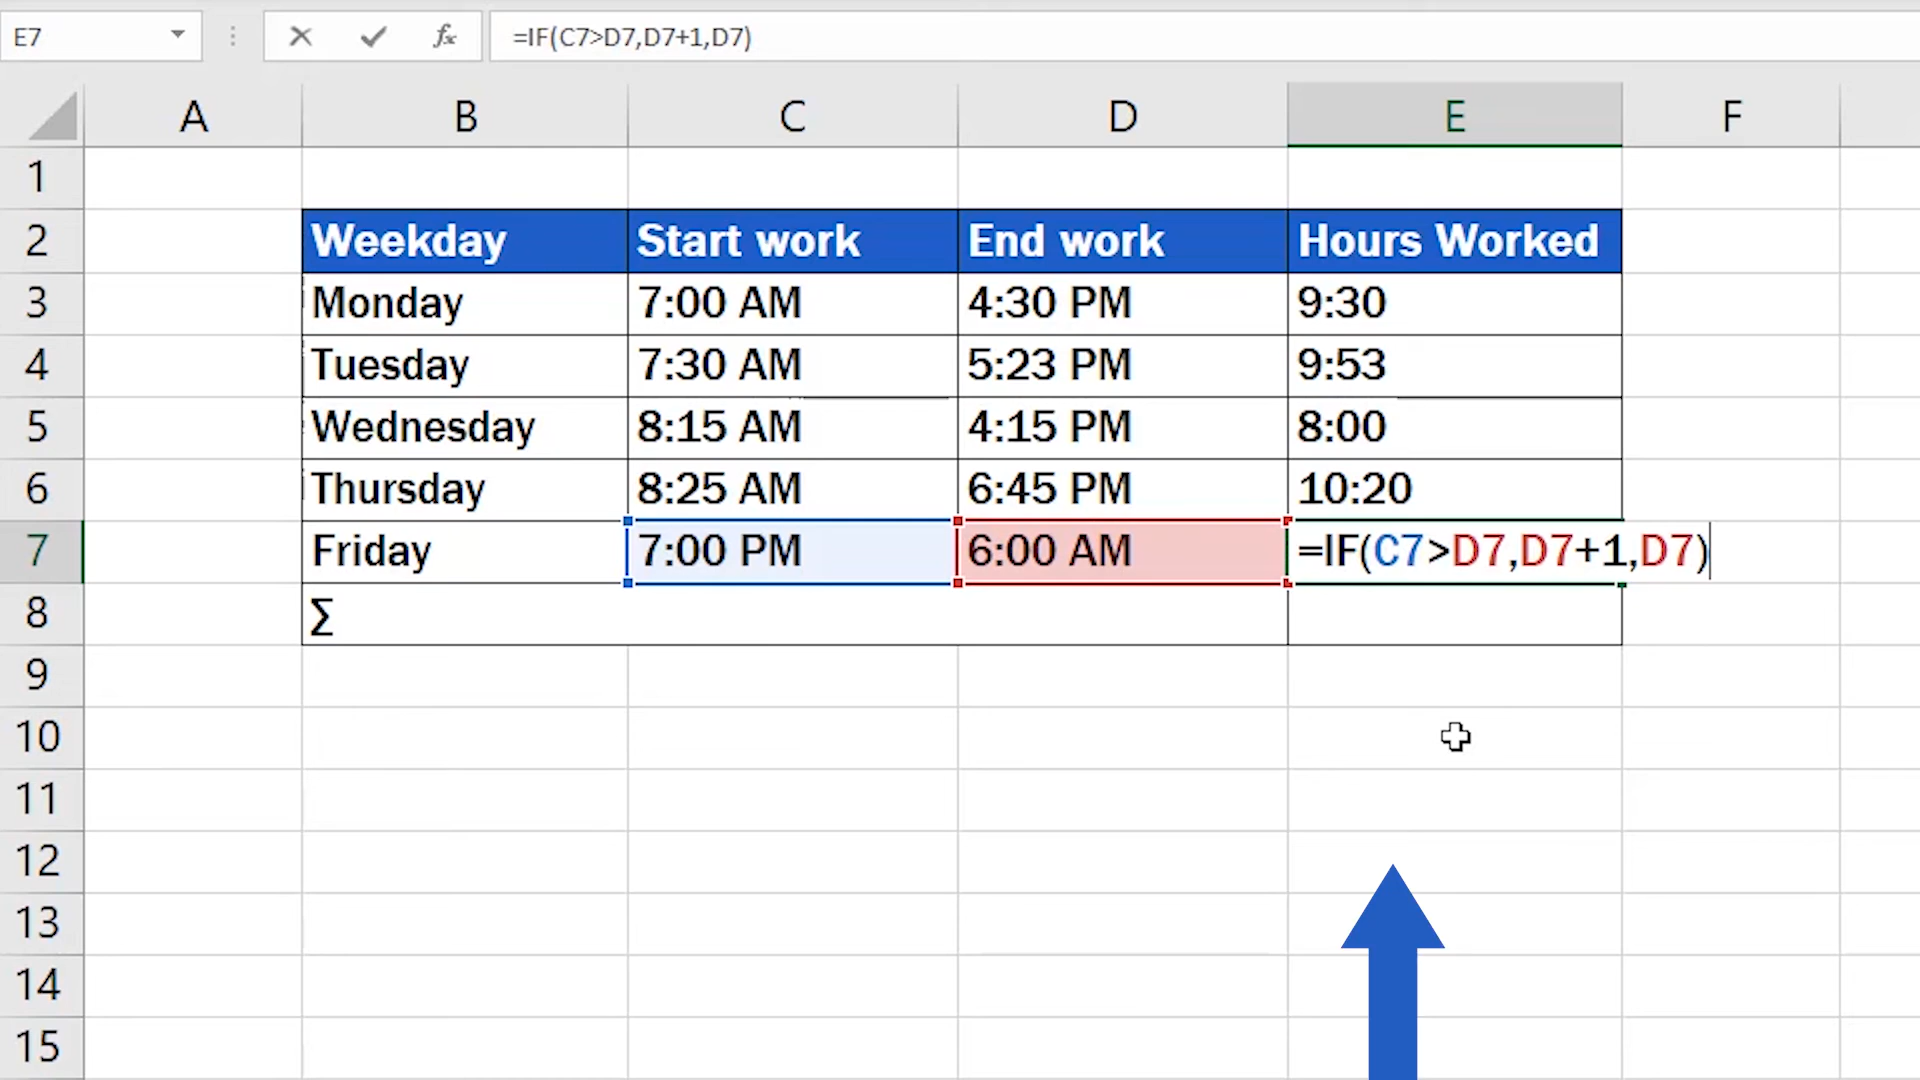 E7 fx =IF(C7>D7,D7+1,D7)
A B C D E F
1
2 Weekday Start work End work Hours Worked
3 Monday 7:00 AM 4:30 PM 9:30
4 Tuesday 7:30 AM 5:23 PM 9:53
5 Wednesday 8:15 AM 4:15 PM 8:00
6 Thursday 8:25 AM 6:45 PM 10:20
7 Friday 7:00 PM 6:00 AM =IF(C7>D7,D7+1,D7)
8 ∑
9
10
11
12
13
14
15